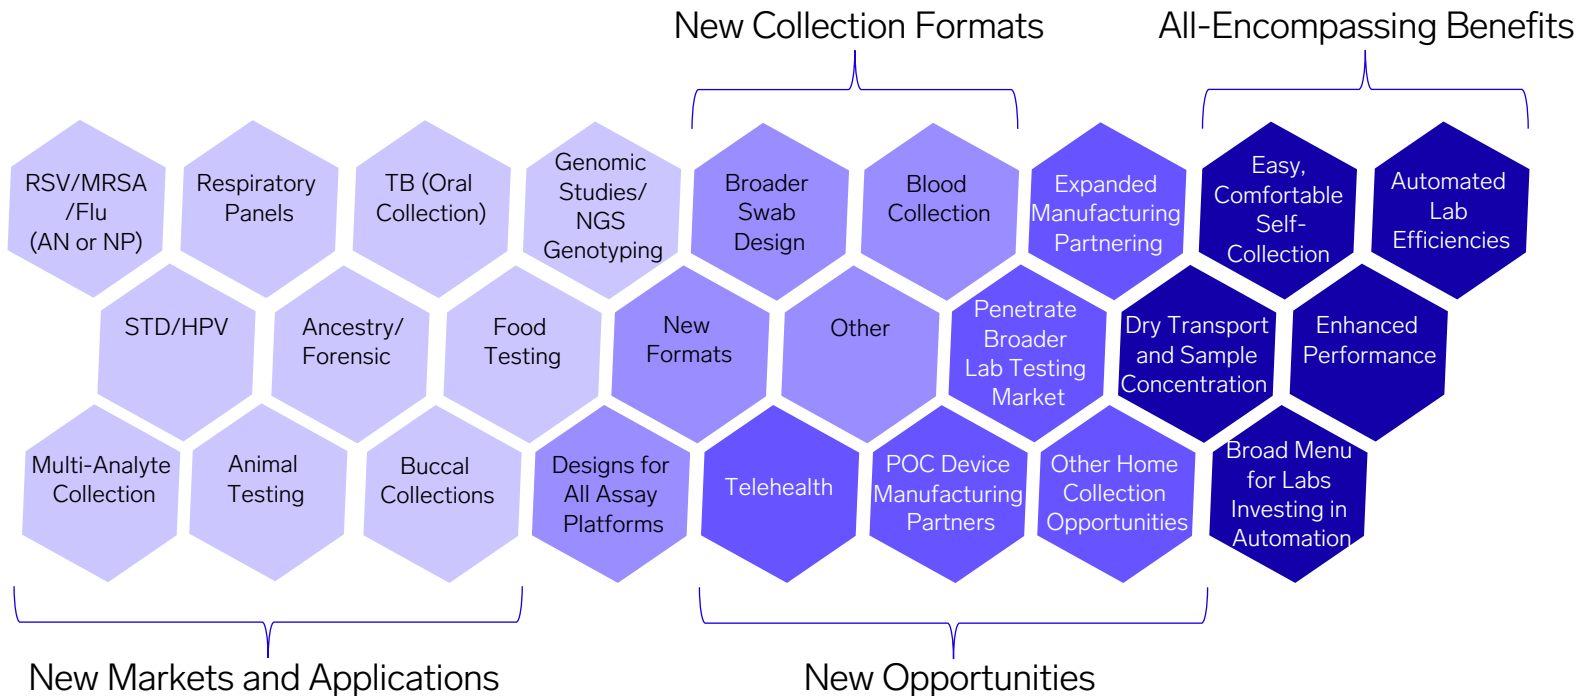 New Collection Formats
All-Encompassing Benefits
RSV/MRSA
/Flu
(AN or NP)
Respiratory
Panels
TB (Oral
Collection)
Genomic
Studies/
NGS
Genotyping
Broader
Swab
Design
Blood
Collection
Expanded
Manufacturing
Partnering
Easy,
Comfortable
Self-
Collection
Automated
Lab
Efficiencies
STD/HPV
Ancestry/
Forensic
Food
Testing
New
Formats
Other
Penetrate
Broader
Lab Testing
Market
Dry Transport
and Sample
Concentration
Enhanced
Performance
Multi-Analyte
Collection
Animal
Testing
Buccal
Collections
Designs for
All Assay
Platforms
Telehealth
POC Device
Manufacturing
Partners
Other Home
Collection
Opportunities
Broad Menu
for Labs
Investing in
Automation
New Markets and Applications
New Opportunities